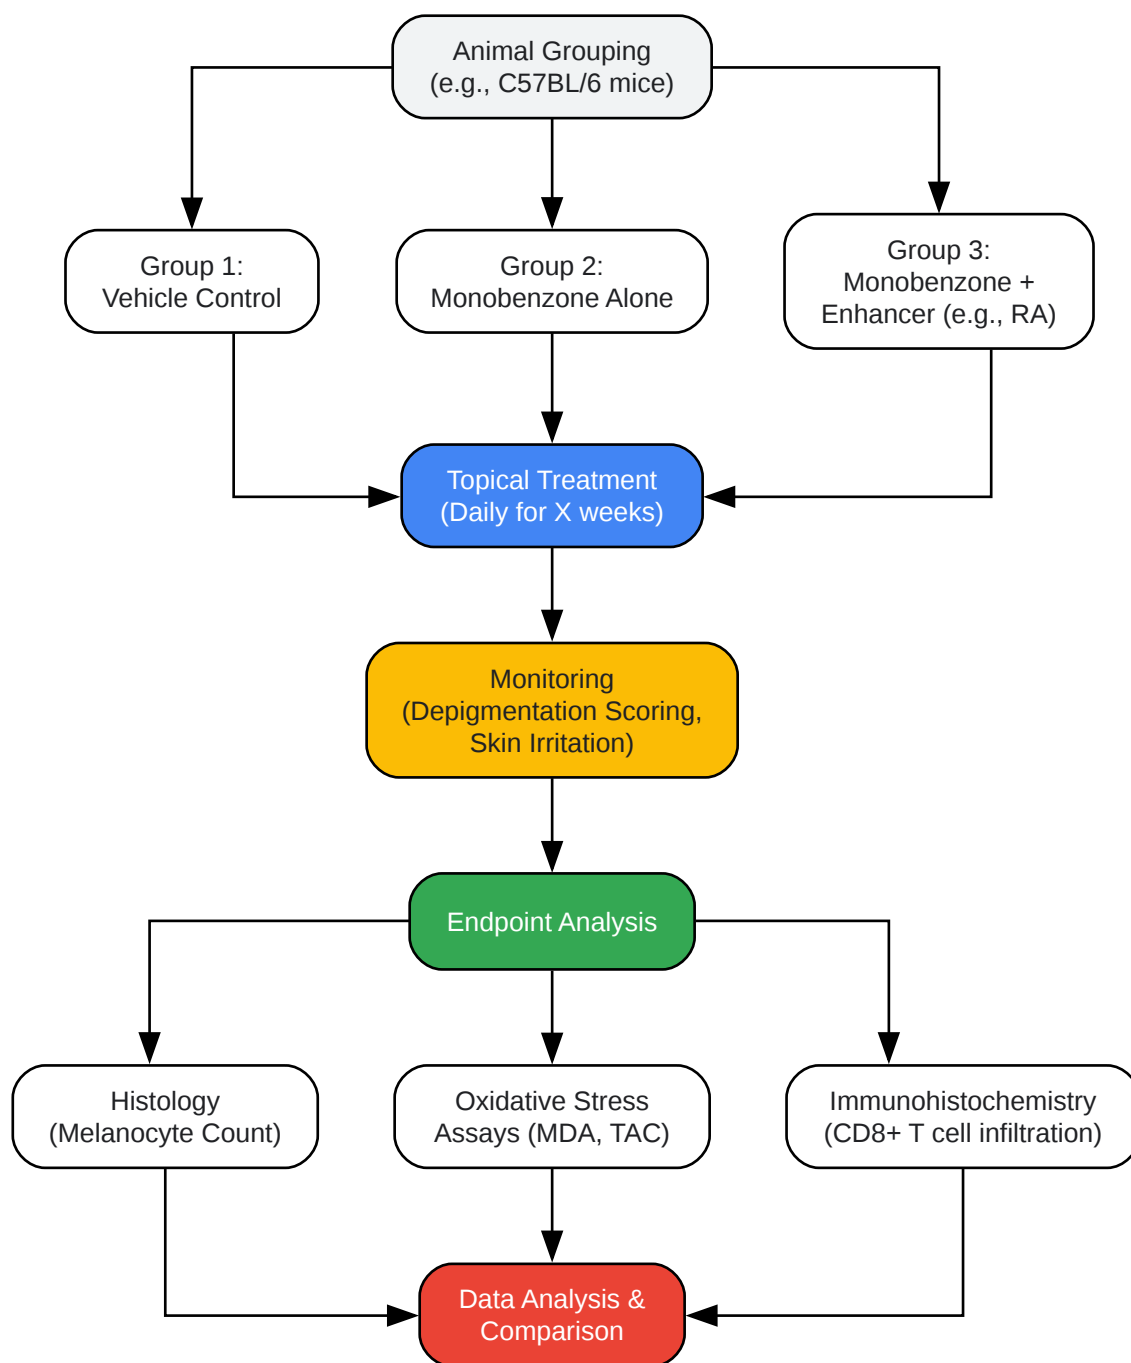 Animal Grouping
(e.g., C57BL/6 mice)
Group 1:
Vehicle Control
Group 2:
Monobenzone Alone
Group 3:
Monobenzone +
Enhancer (e.g., RA)
Topical Treatment
(Daily for X weeks)
Monitoring
(Depigmentation Scoring,
Skin Irritation)
Endpoint Analysis
Histology
(Melanocyte Count)
Oxidative Stress
Assays (MDA, TAC)
Immunohistochemistry
(CD8+ T cell infiltration)
Data Analysis &
Comparison